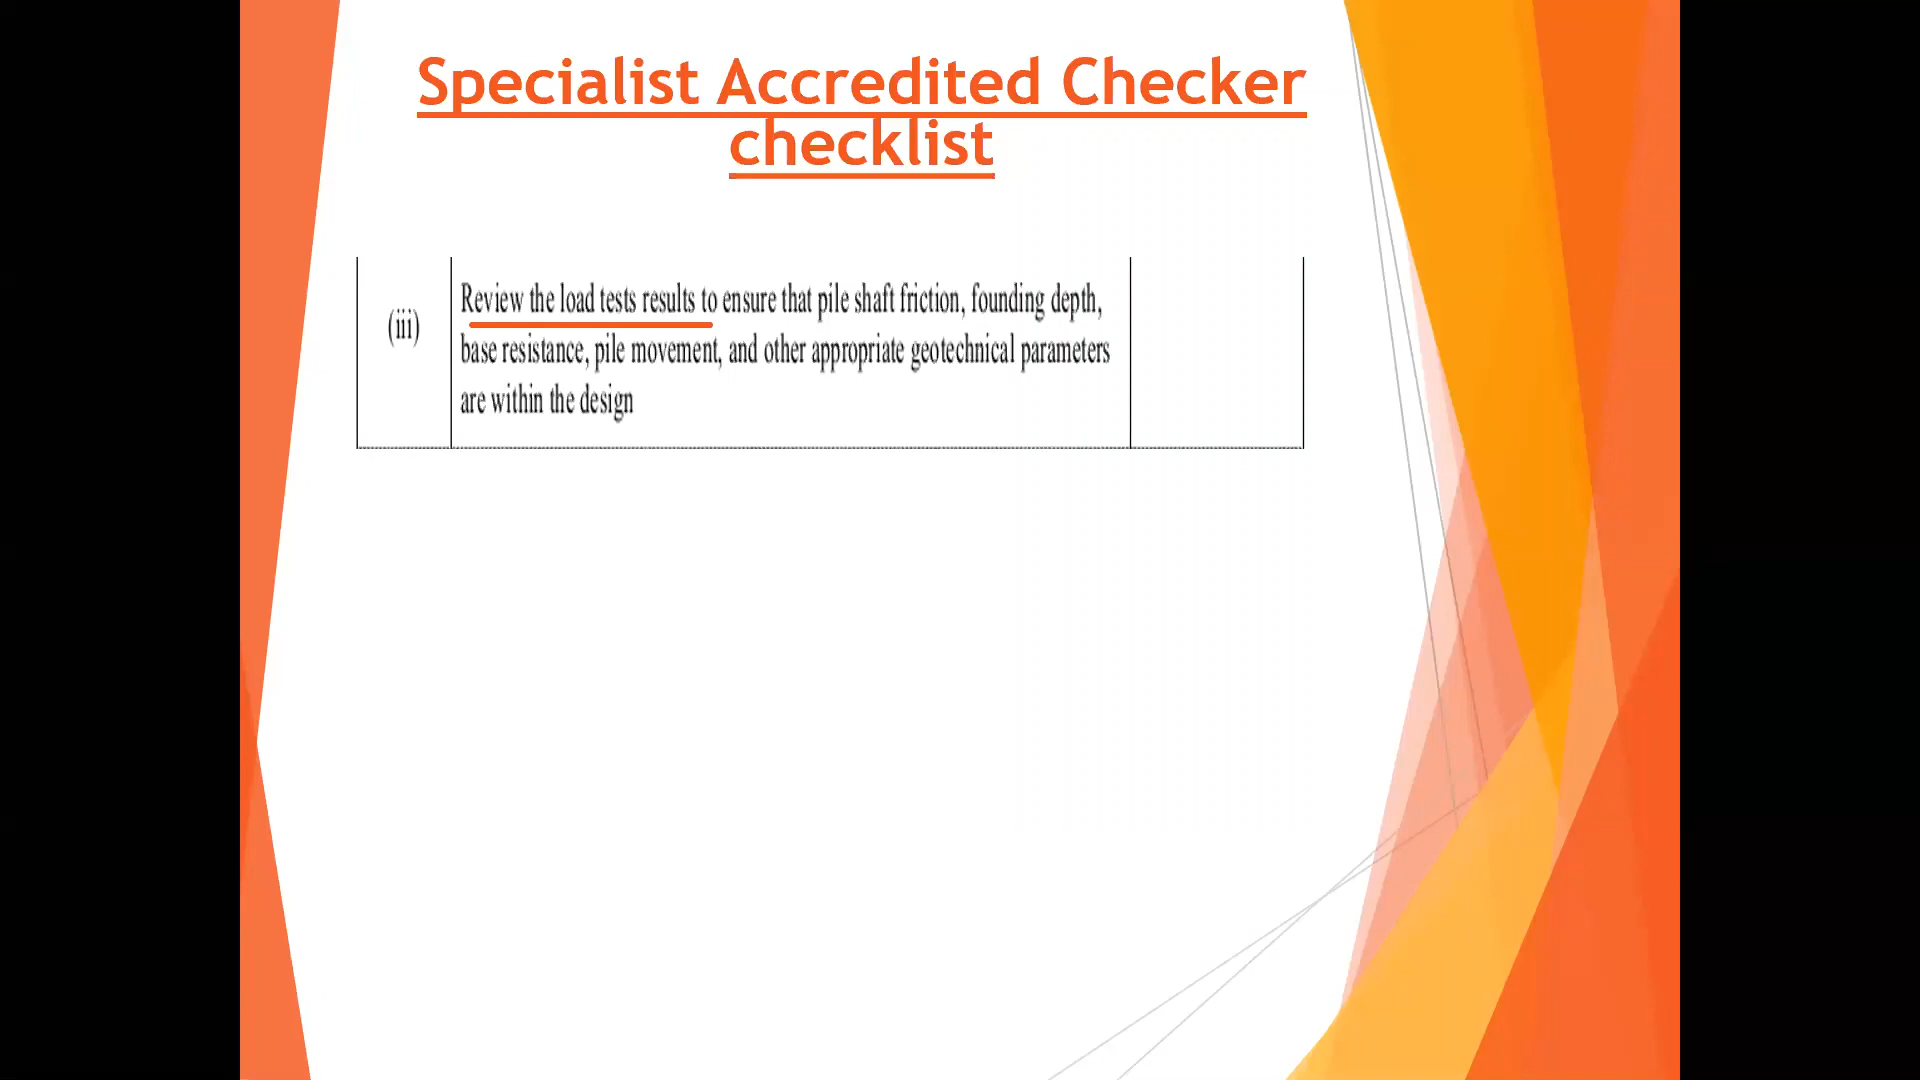 Specialist Accredited Checker
checklist
(iii)
Review the load tests results to ensure that pile shaft friction, founding depth,
base resistance, pile movement, and other appropriate geotechnical parameters
are within the design